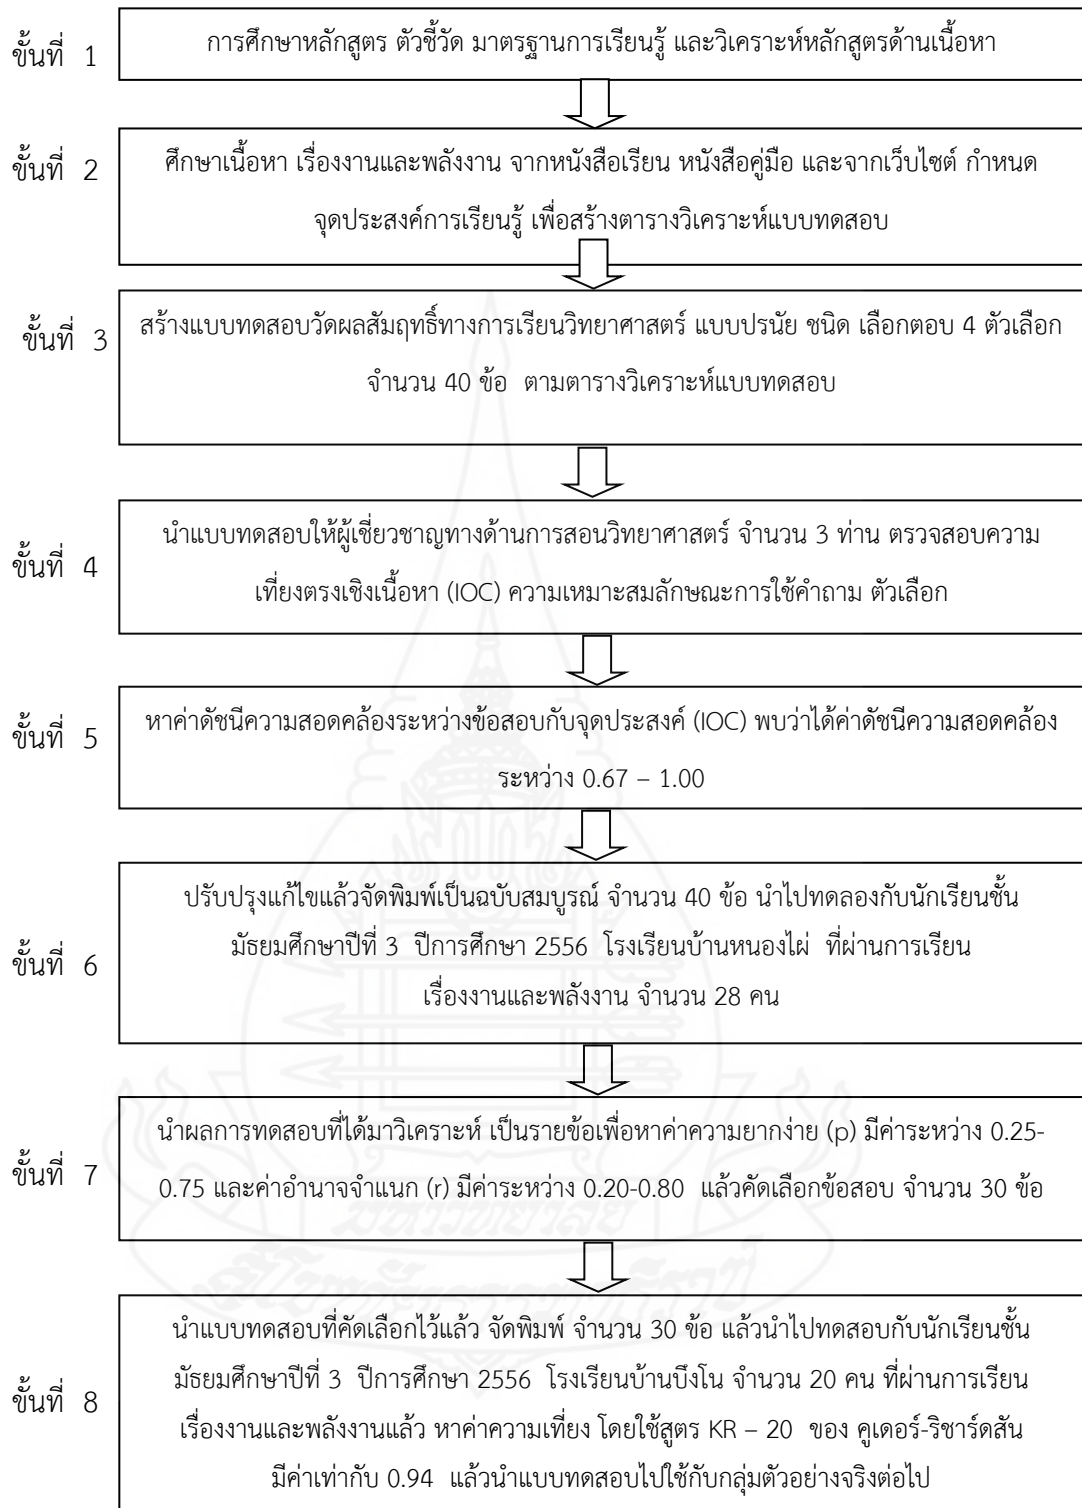 ขั้นที่ 1
การศึกษาหลักสูตร ตัวชี้วัด มาตรฐานการเรียนรู้ และวิเคราะห์หลักสูตรด้านเนื้อหา
ขั้นที่ 2
ศึกษาเนื้อหา เรื่องงานและพลังงาน จากหนังสือเรียน หนังสือคู่มือ และจากเว็บไซต์ กำหนด
จุดประสงค์การเรียนรู้ เพื่อสร้างตารางวิเคราะห์แบบทดสอบ
ขั้นที่ 3
สร้างแบบทดสอบวัดผลสัมฤทธิ์ทางการเรียนวิทยาศาสตร์ แบบปรนัย ชนิด เลือกตอบ 4 ตัวเลือก
จำนวน 40 ข้อ ตามตารางวิเคราะห์แบบทดสอบ
ขั้นที่ 4
นำแบบทดสอบให้ผู้เชี่ยวชาญทางด้านการสอนวิทยาศาสตร์ จำนวน 3 ท่าน ตรวจสอบความ
เที่ยงตรงเชิงเนื้อหา (IOC) ความเหมาะสมลักษณะการใช้คำถาม ตัวเลือก
ขั้นที่ 5
หาค่าดัชนีความสอดคล้องระหว่างข้อสอบกับจุดประสงค์ (IOC) พบว่าได้ค่าดัชนีความสอดคล้อง
ระหว่าง 0.67 – 1.00
ขั้นที่ 6
ปรับปรุงแก้ไขแล้วจัดพิมพ์เป็นฉบับสมบูรณ์ จำนวน 40 ข้อ นำไปทดลองกับนักเรียนชั้น
มัธยมศึกษาปีที่ 3 ปีการศึกษา 2556 โรงเรียนบ้านหนองไผ่ ที่ผ่านการเรียน
เรื่องงานและพลังงาน จำนวน 28 คน
ขั้นที่ 7
นำผลการทดสอบที่ได้มาวิเคราะห์ เป็นรายข้อเพื่อหาค่าความยากง่าย (p) มีค่าระหว่าง 0.25-
0.75 และค่าอำนาจจำแนก (r) มีค่าระหว่าง 0.20-0.80 แล้วคัดเลือกข้อสอบ จำนวน 30 ข้อ
มหาวิทยาลัย
สุโขทัยธรรมาธิราช
ขั้นที่ 8
นำแบบทดสอบที่คัดเลือกไว้แล้ว จัดพิมพ์ จำนวน 30 ข้อ แล้วนำไปทดสอบกับนักเรียนชั้น
มัธยมศึกษาปีที่ 3 ปีการศึกษา 2556 โรงเรียนบ้านบึงโน จำนวน 20 คน ที่ผ่านการเรียน
เรื่องงานและพลังงานแล้ว หาค่าความเที่ยง โดยใช้สูตร KR – 20 ของ คูเดอร์-ริชาร์ดสัน
มีค่าเท่ากับ 0.94 แล้วนำแบบทดสอบไปใช้กับกลุ่มตัวอย่างจริงต่อไป